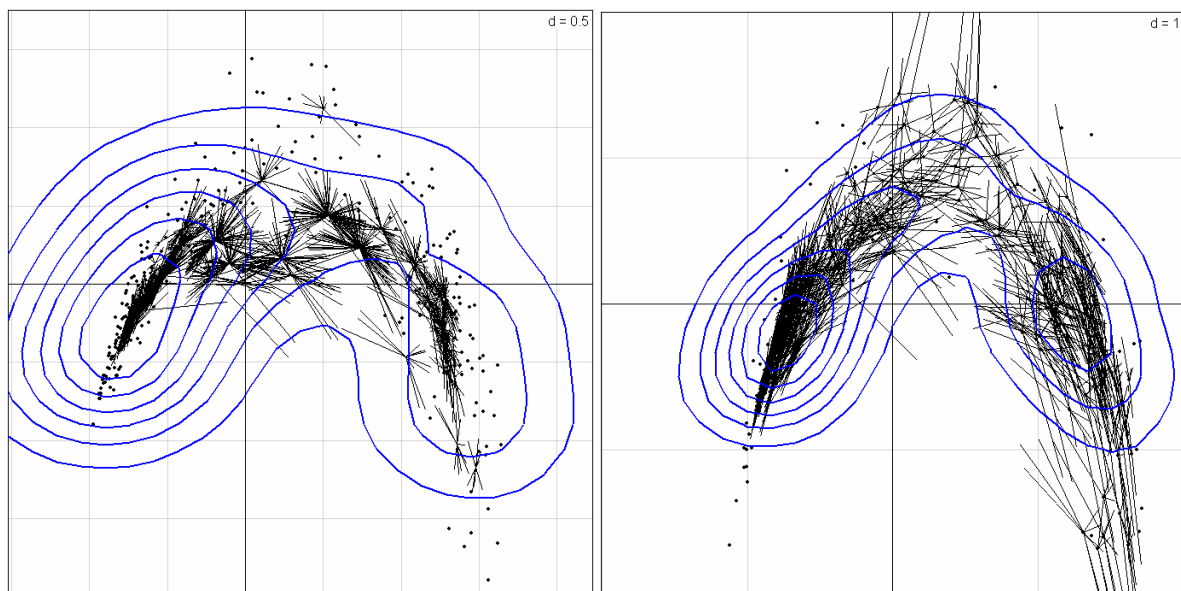 d = 0.5
d = 1